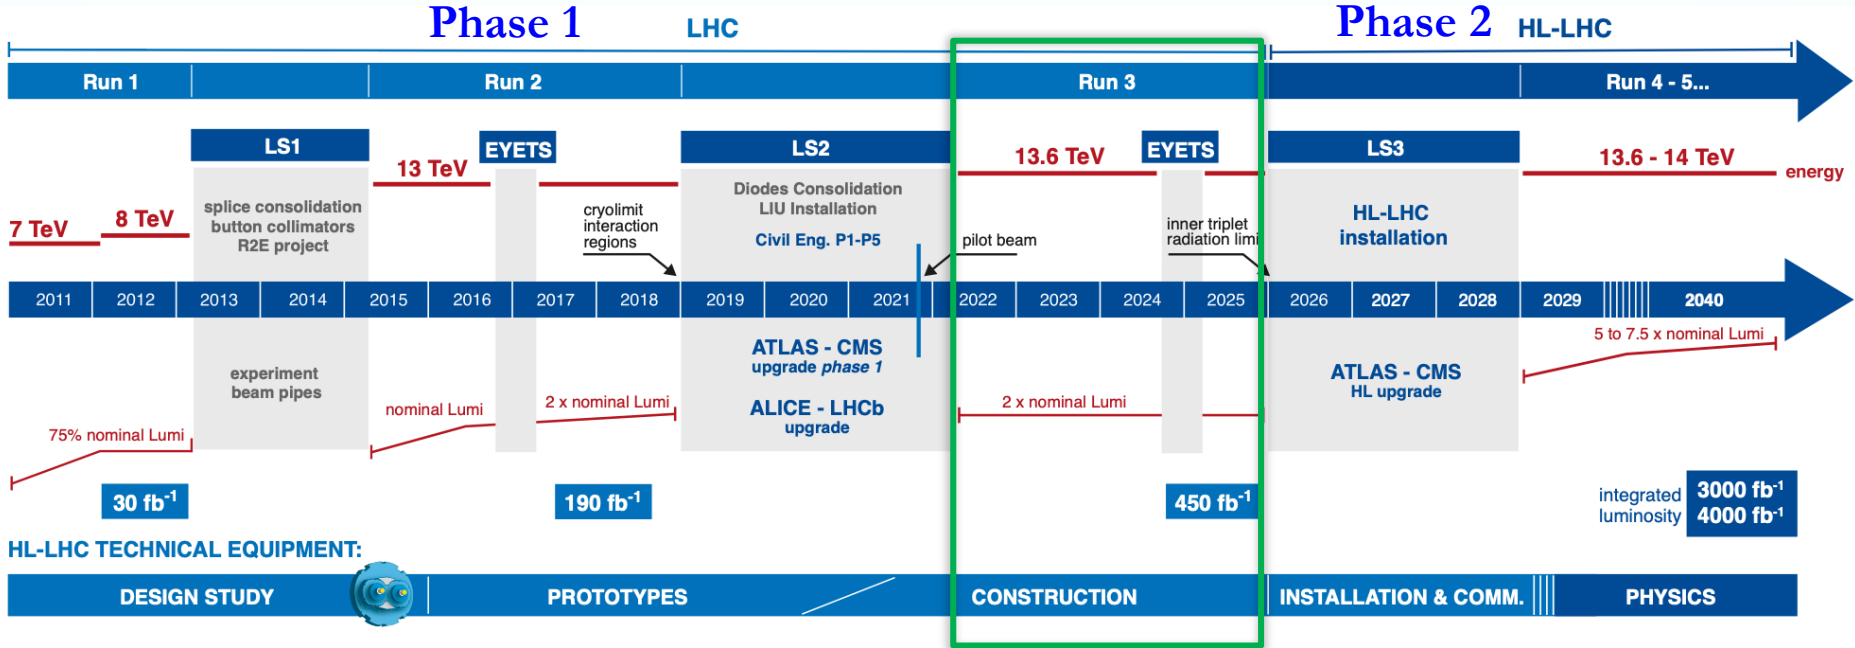 Phase 1
LHC
Phase 2
HL-LHC
Run 1
Run 2
Run 3
Run 4 - 5...
LS1
EYETS
LS2
EYETS
LS3
13 TeV
13.6 TeV
13.6 - 14 TeV
energy
7 TeV
8 TeV
splice consolidation
button collimators
R2E project
cryolimit
interaction
regions
Diodes Consolidation
LIU Installation
Civil Eng. P1-P5
pilot beam
inner triplet
radiation limi
HL-LHC
installation
2011 2012 2013 2014 2015 2016 2017 2018 2019 2020 2021 2022 2023 2024 2025 2026 2027 2028 2029 2040
5 to 7.5 x nominal Lumi
experiment
beam pipes
ATLAS - CMS
upgrade phase 1
ALICE - LHCb
upgrade
ATLAS - CMS
HL upgrade
75% nominal Lumi
nominal Lumi
2 x nominal Lumi
2 x nominal Lumi
30 fb⁻¹
190 fb⁻¹
450 fb⁻¹
integrated
luminosity
3000 fb⁻¹
4000 fb⁻¹
HL-LHC TECHNICAL EQUIPMENT:
DESIGN STUDY
PROTOTYPES
CONSTRUCTION
INSTALLATION & COMM.
PHYSICS